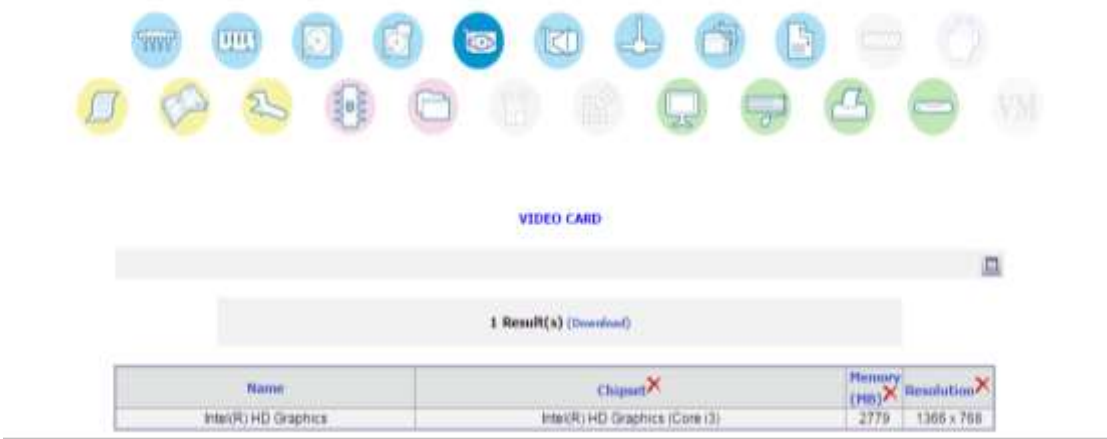 VM
VIDEO CARD
1 Result(s) (Download)
Name Chipset Memory (MB) Resolution
Intel(R) HD Graphics Intel(R) HD Graphics (Core i3) 2779 1366 x 768